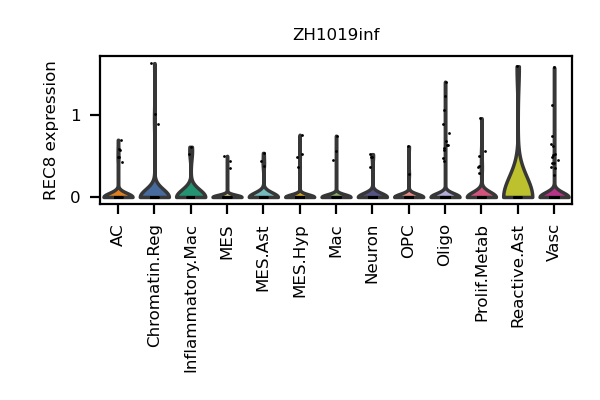 ZH1019inf
REC8 expression
1
0
AC
Chromatin.Reg
Inflammatory.Mac
MES
MES.Ast
MES.Hyp
Mac
Neuron
OPC
Oligo
Prolif.Metab
Reactive.Ast
Vasc